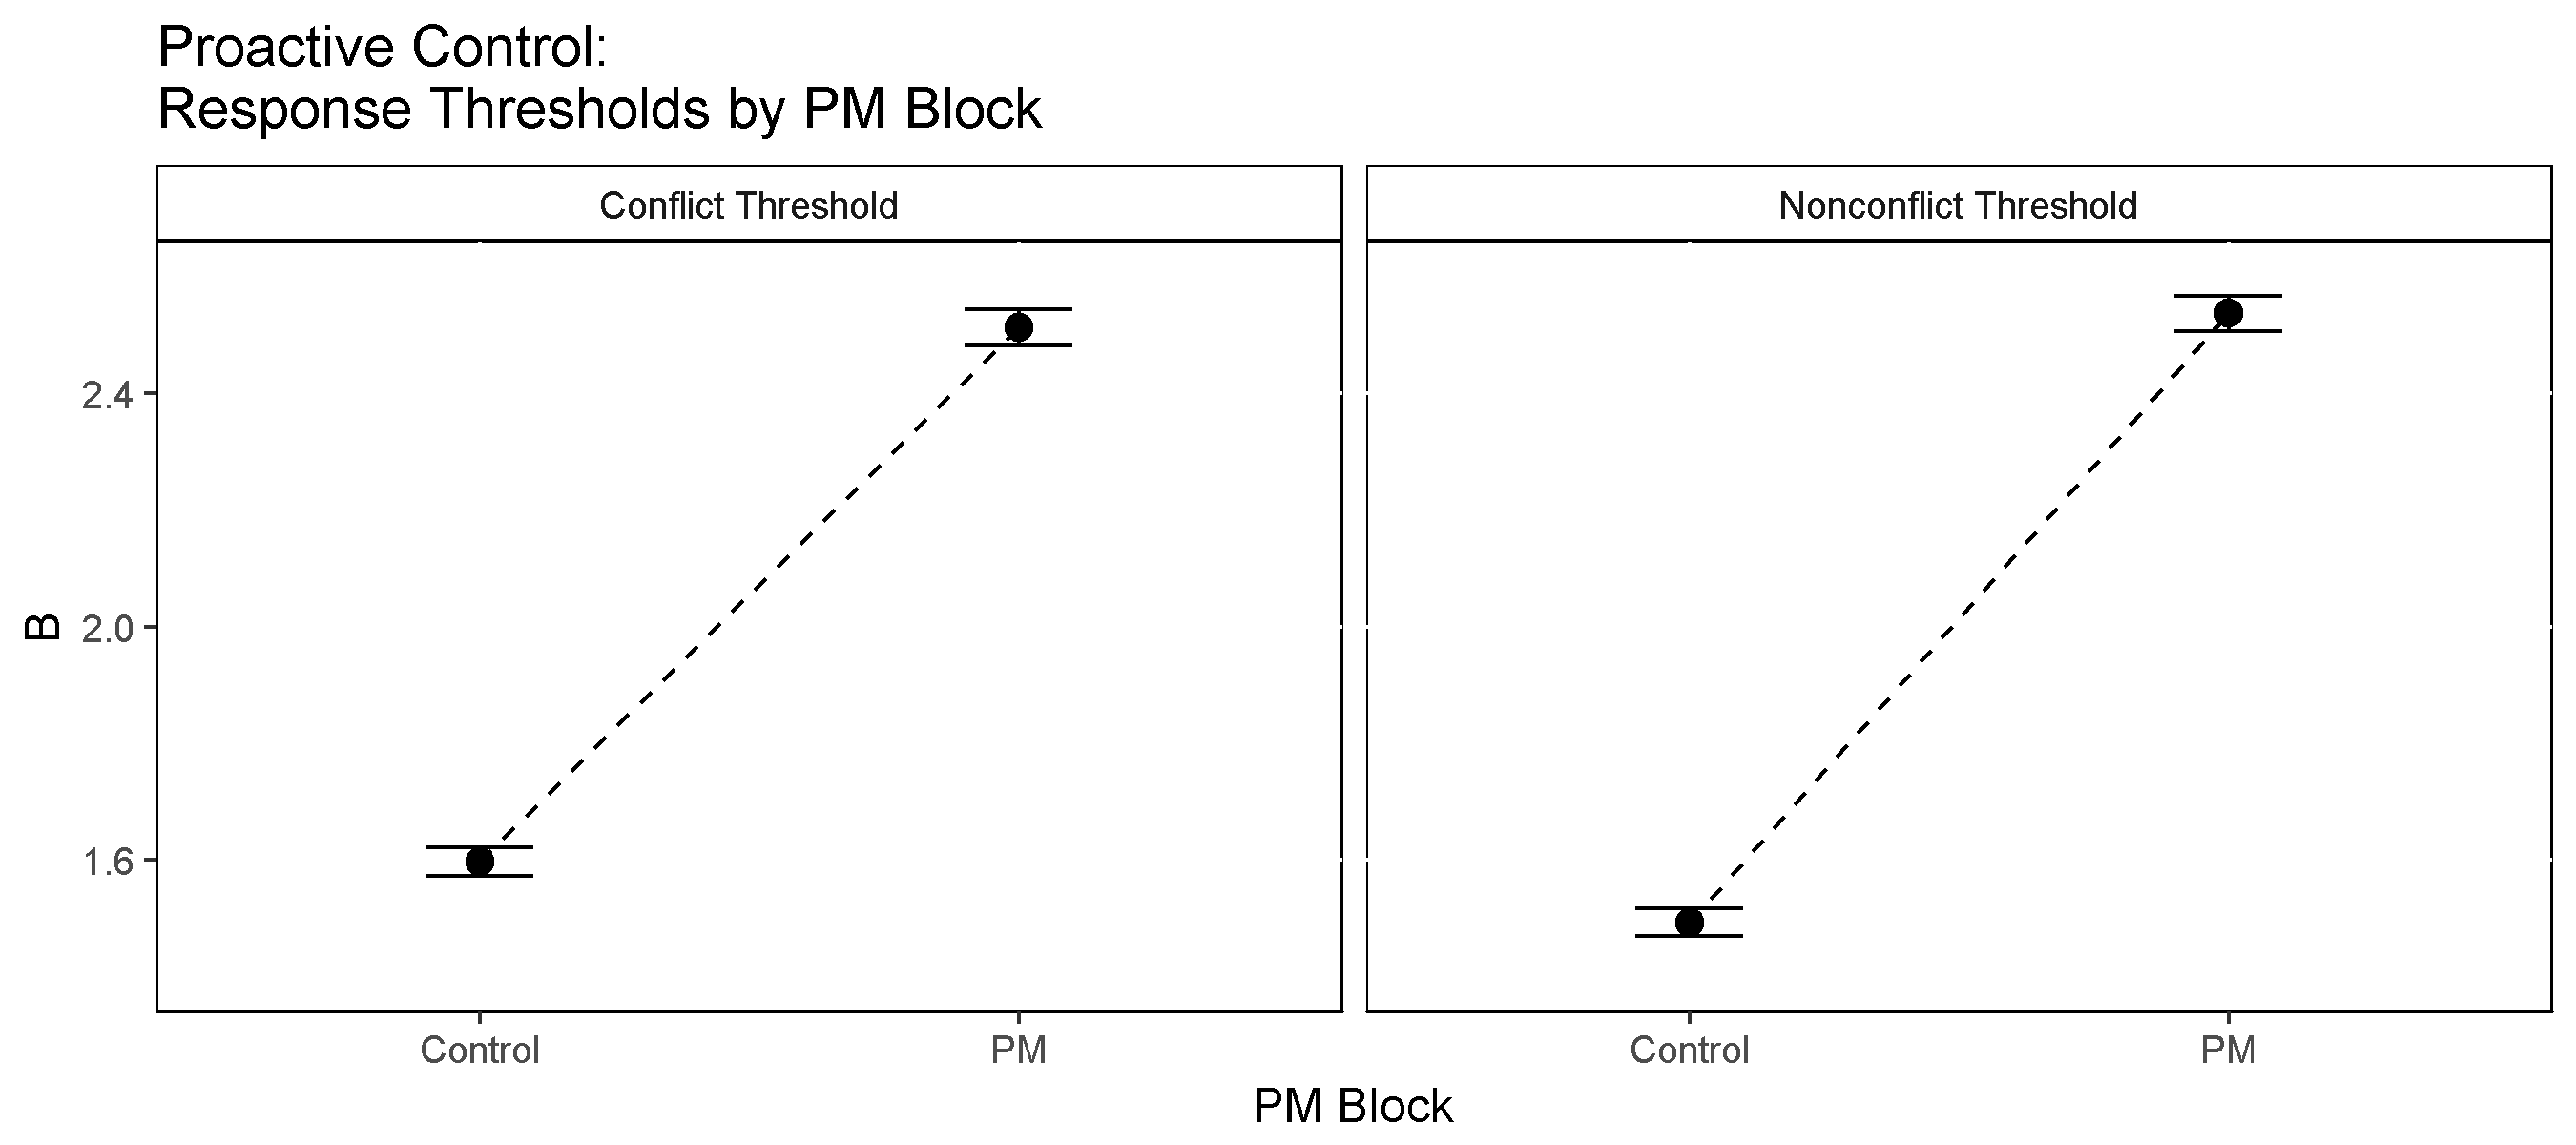 Proactive Control:
Response Thresholds by PM Block
Conflict Threshold
Nonconflict Threshold
B
2.4
2.0
1.6
Control
PM
Control
PM
PM Block